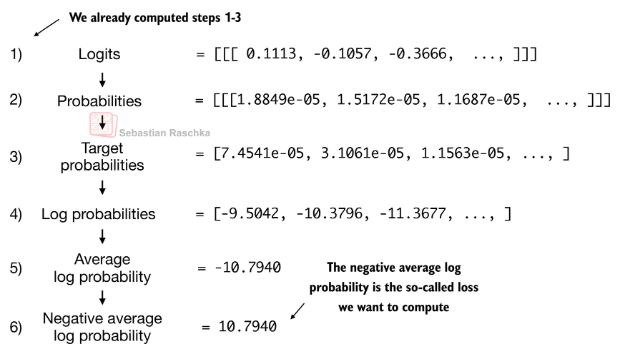 We already computed steps 1-3
1) Logits = [[[ 0.1113, -0.1057, -0.3666, ..., ]]]
2) Probabilities = [[[1.8849e-05, 1.5172e-05, 1.1687e-05, ..., ]]]
Sebastian Raschka
3) Target
probabilities = [7.4541e-05, 3.1061e-05, 1.1563e-05, ..., ]
4) Log probabilities = [-9.5042, -10.3796, -11.3677, ..., ]
5) Average
log probability = -10.7940
The negative average log
probability is the so-called loss
we want to compute
6) Negative average
log probability = 10.7940